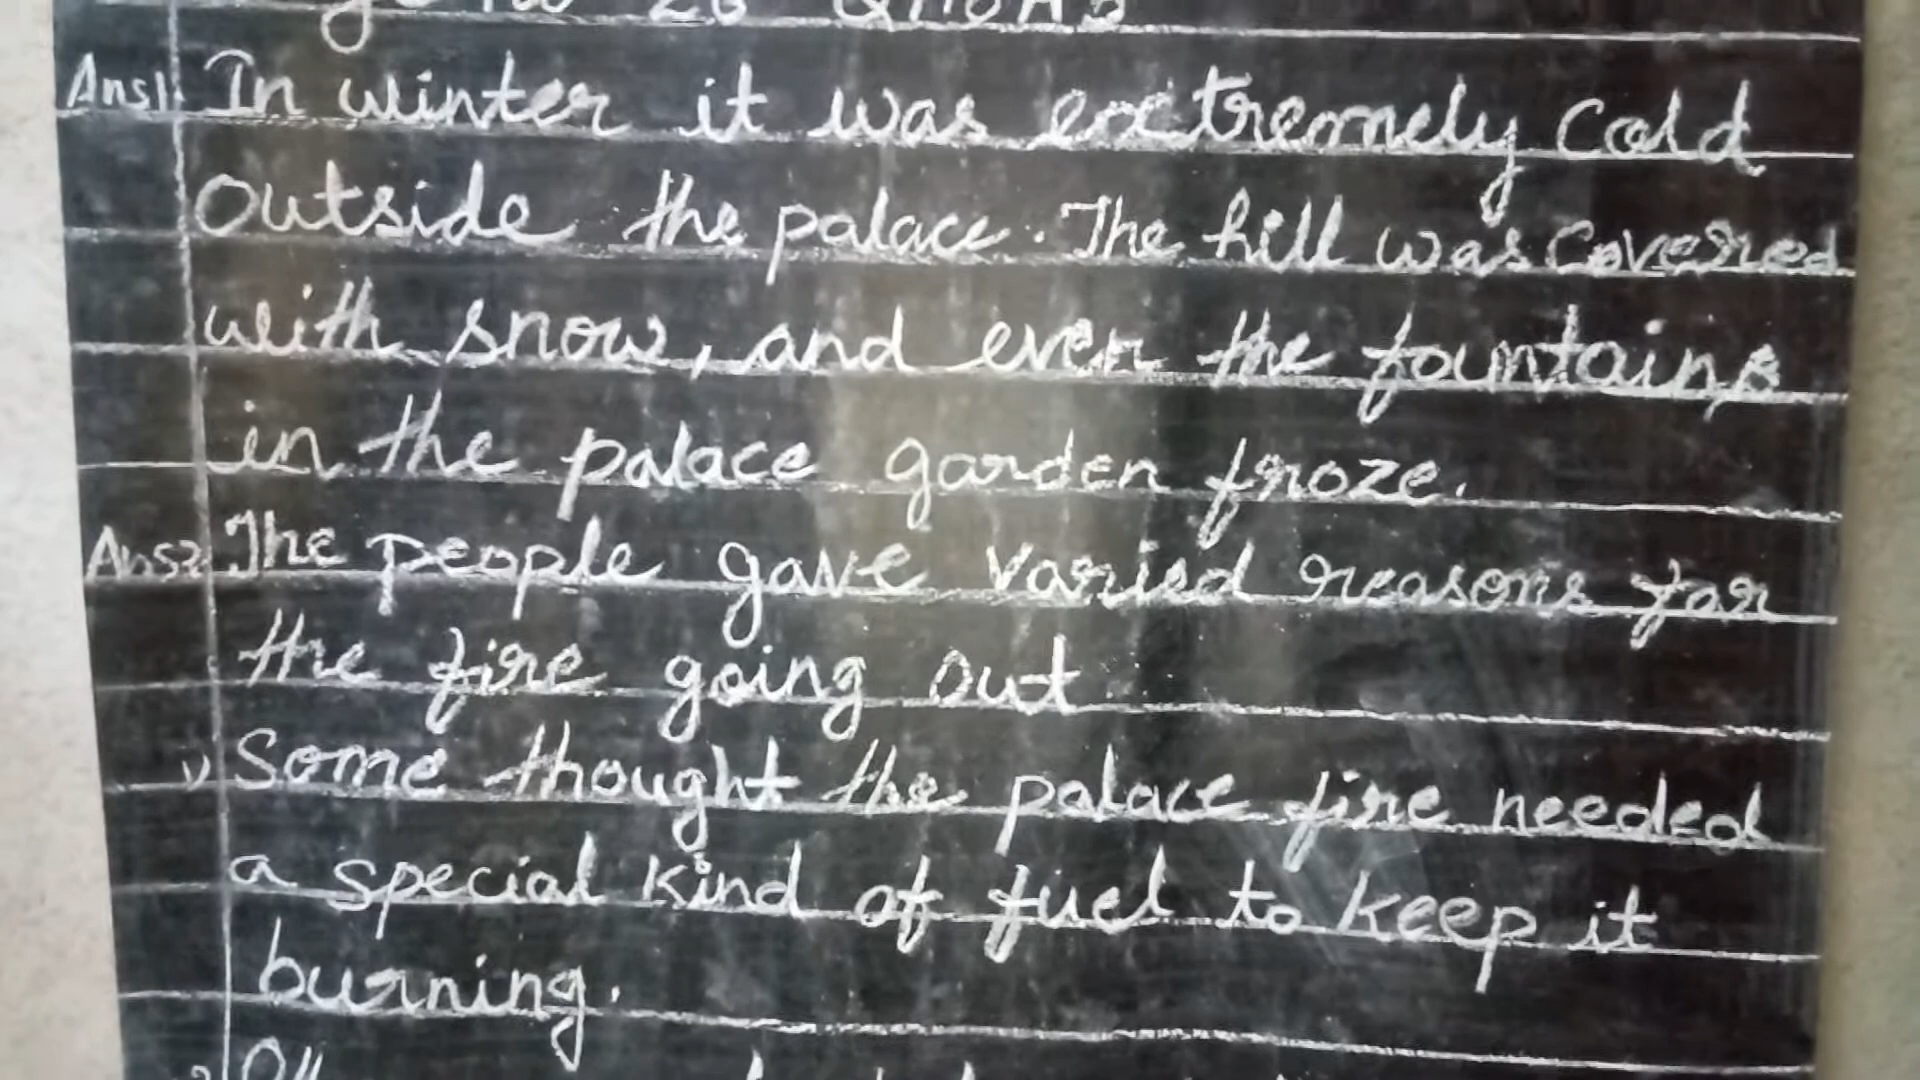 Ans1. In winter it was extremely cold
outside the palace. The hill was covered
with snow, and even the fountains
in the palace garden froze.
Ans2. The people gave varied reasons for
the fire going out
1) Some thought the palace fire needed
a special kind of fuel to keep it
burning.